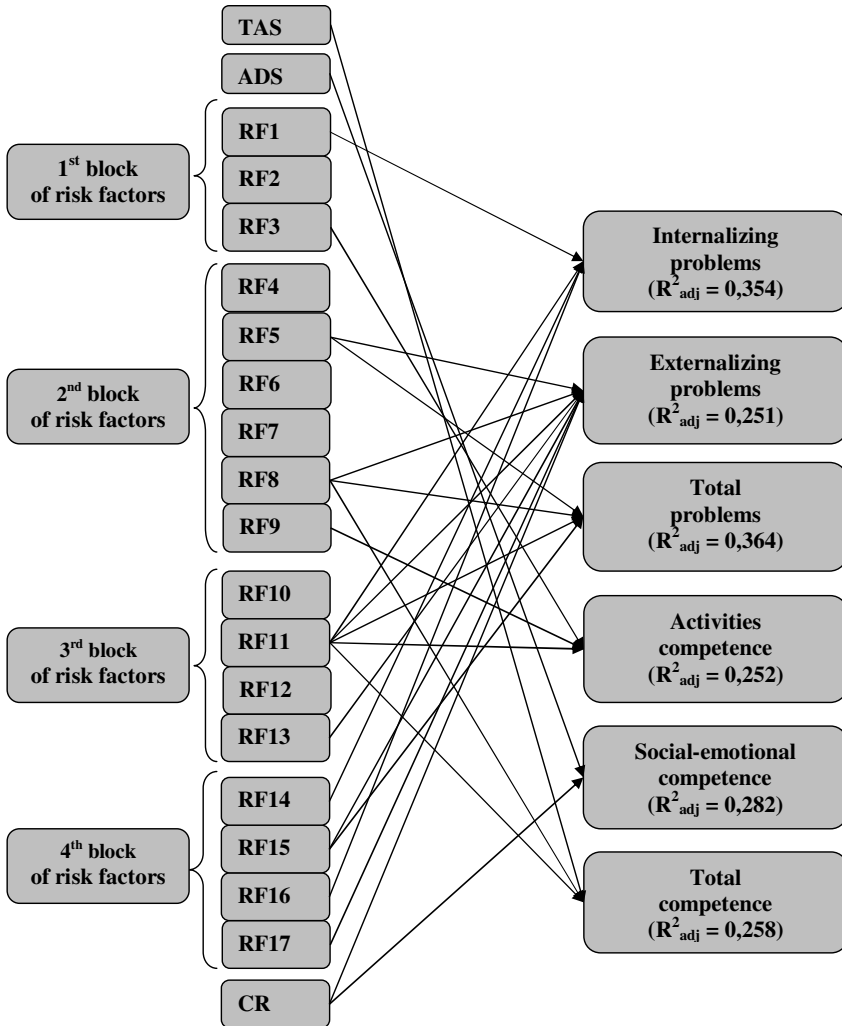 TAS
ADS
1st block
of risk factors
RF1
RF2
RF3
2nd block
of risk factors
RF4
RF5
RF6
RF7
RF8
RF9
3rd block
of risk factors
RF10
RF11
RF12
RF13
4th block
of risk factors
RF14
RF15
RF16
RF17
CR
Internalizing
problems
(R²adj = 0,354)
Externalizing
problems
(R²adj = 0,251)
Total
problems
(R²adj = 0,364)
Activities
competence
(R²adj = 0,252)
Social-emotional
competence
(R²adj = 0,282)
Total
competence
(R²adj = 0,258)